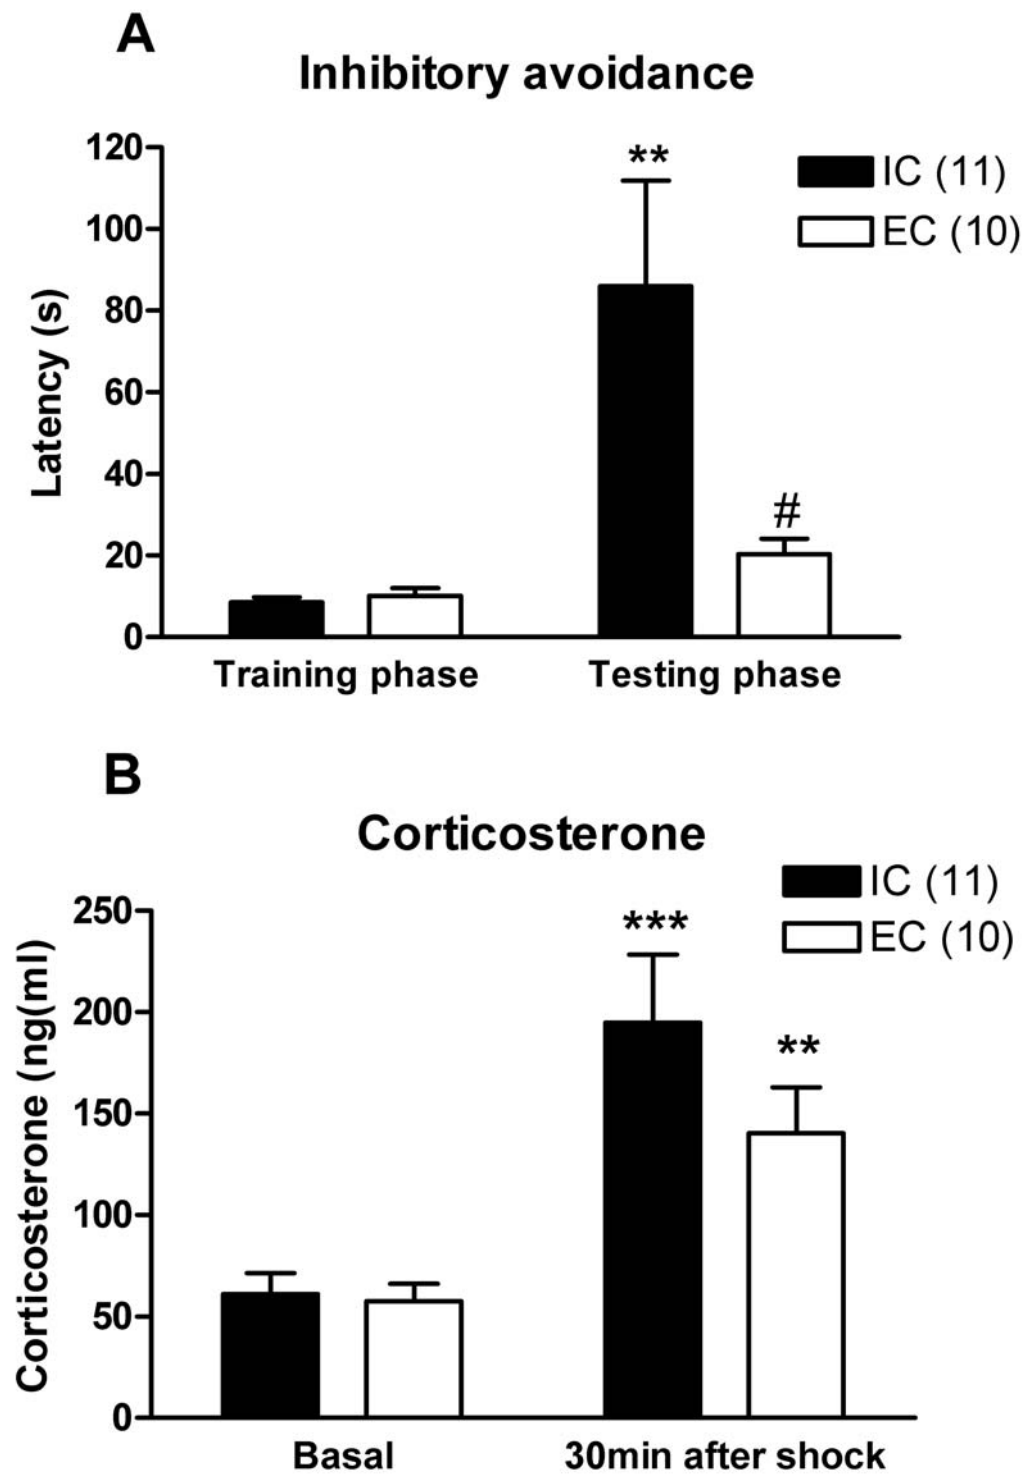 A
Inhibitory avoidance
120
100
80
60
40
20
0
Latency (s)
**
#
IC (11)
EC (10)
Training phase
Testing phase
B
Corticosterone
IC (11)
EC (10)
250
200
150
100
50
0
Corticosterone (ng(ml)
***
**
Basal
30min after shock